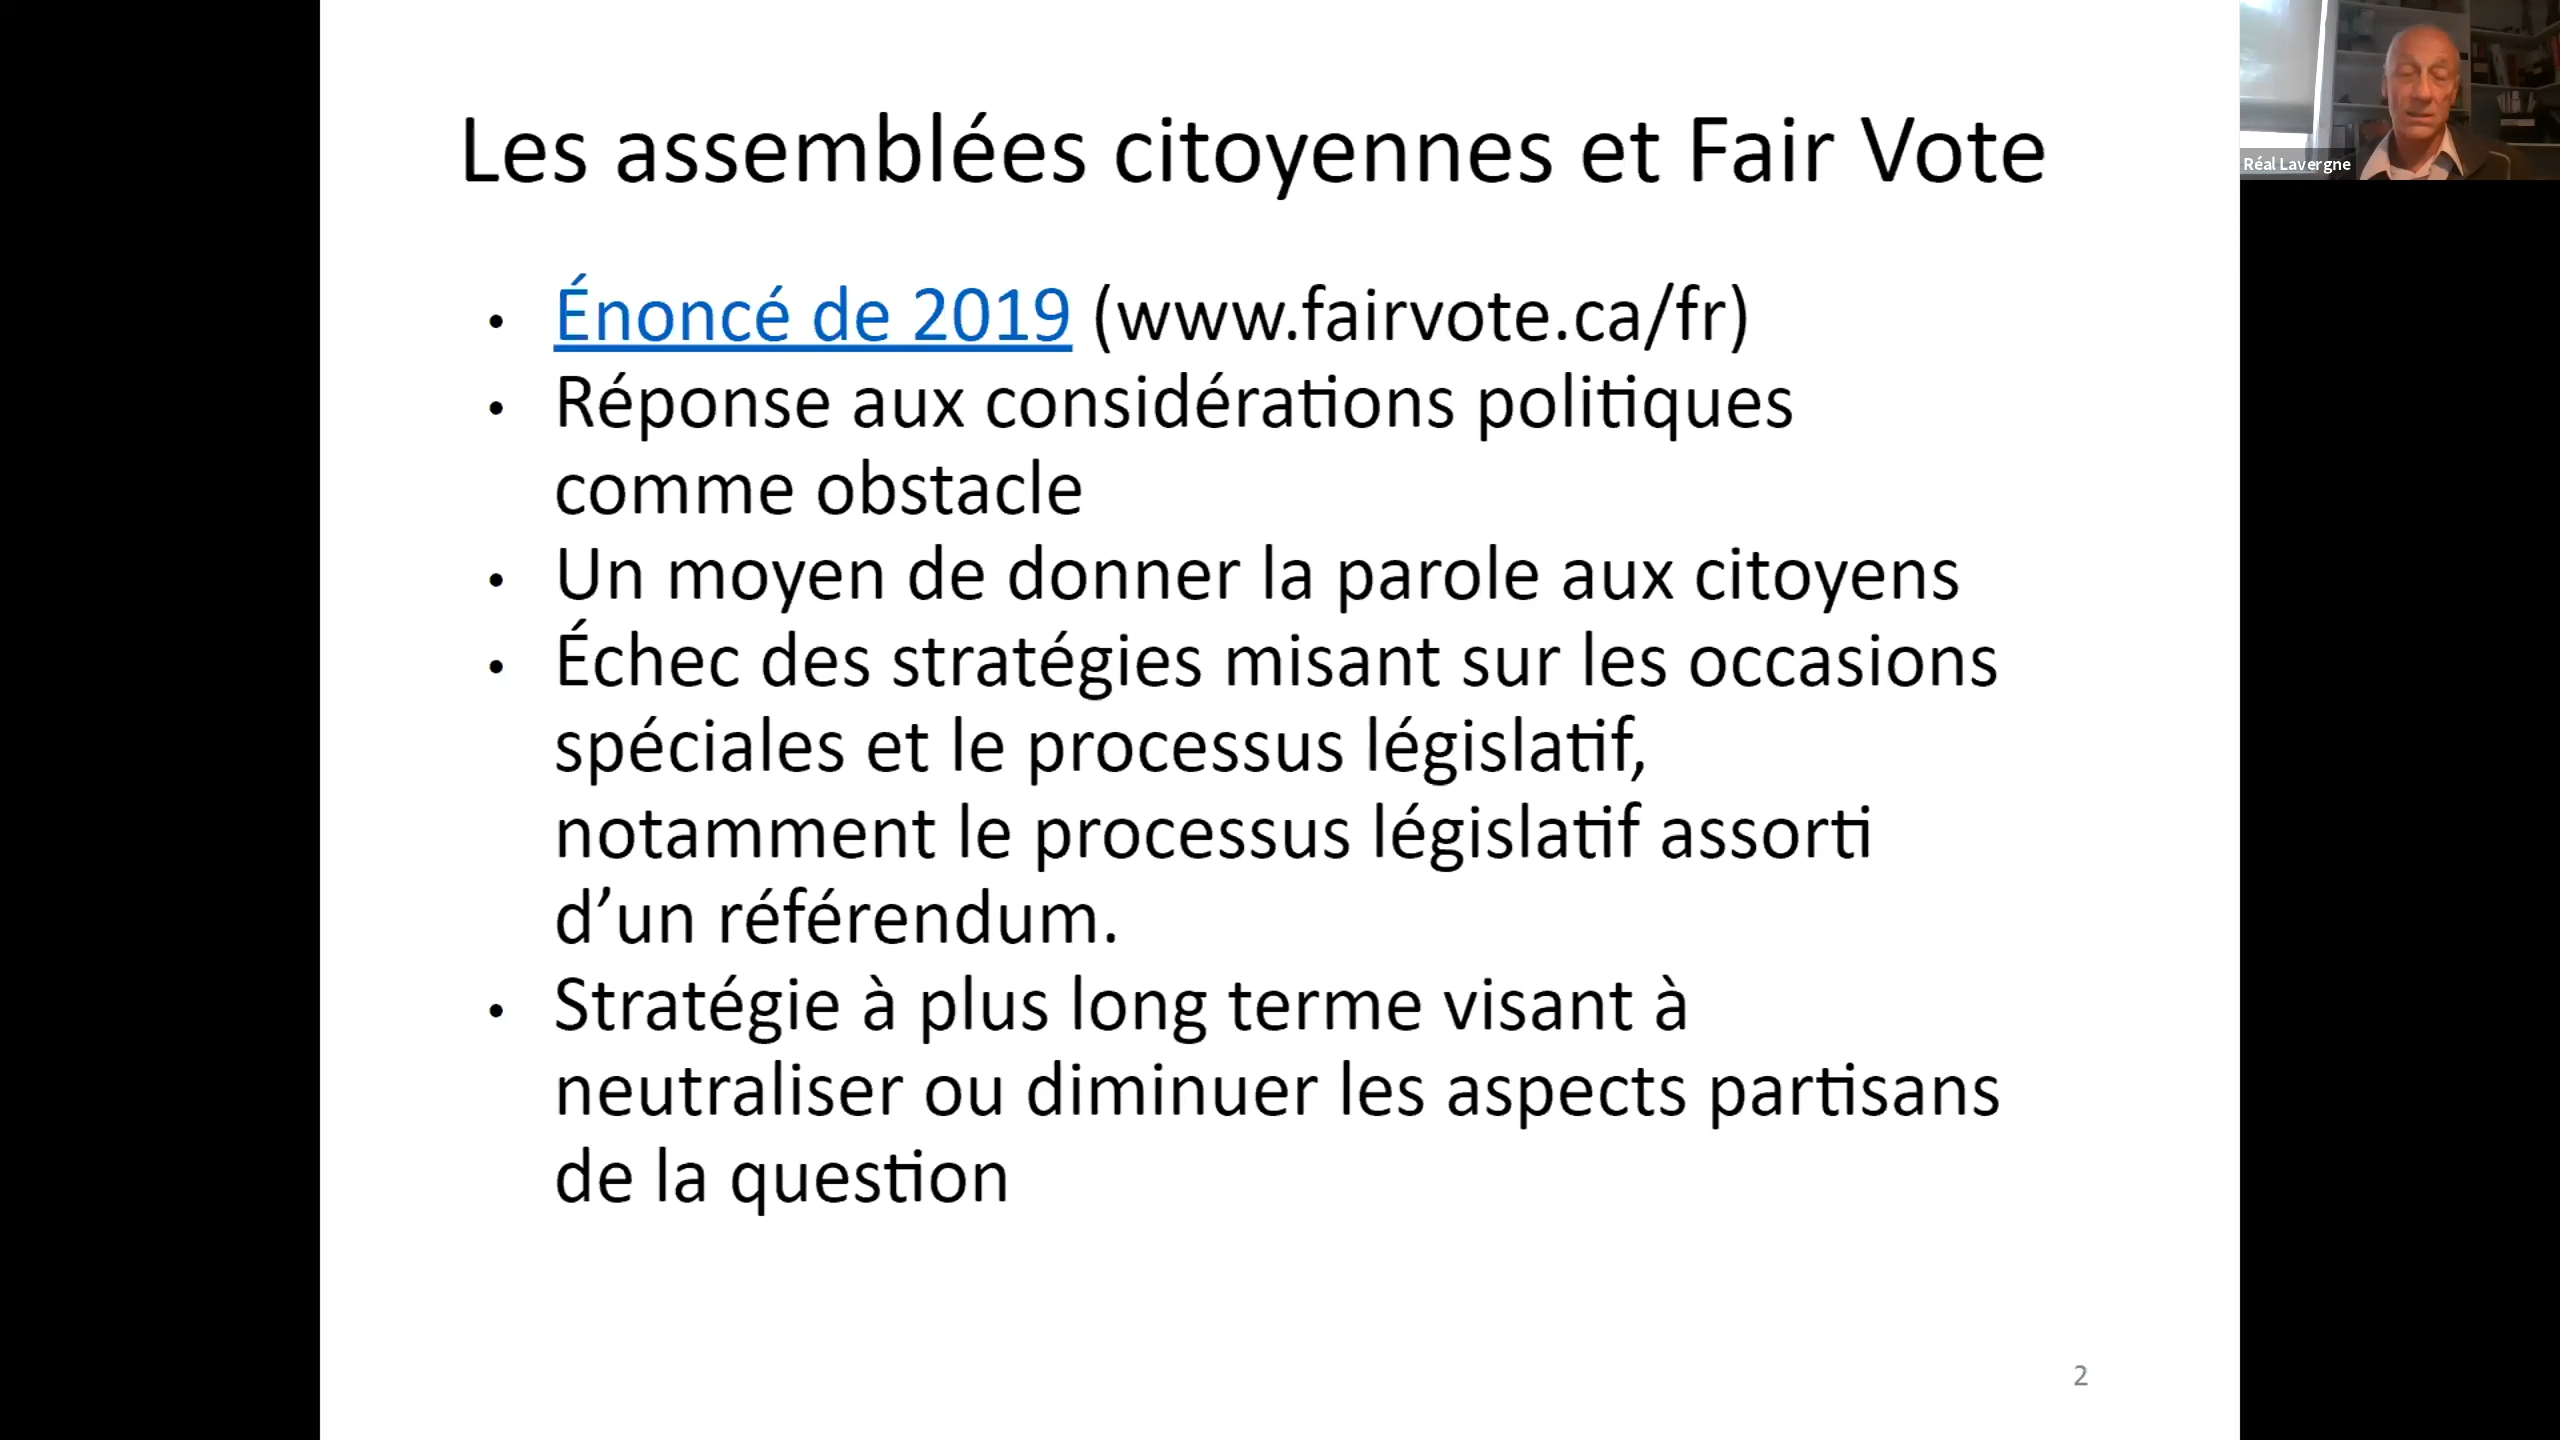 Les assemblées citoyennes et Fair Vote
• Énoncé de 2019 (www.fairvote.ca/fr)
• Réponse aux considérations politiques
comme obstacle
• Un moyen de donner la parole aux citoyens
• Échec des stratégies misant sur les occasions
spéciales et le processus législatif,
notamment le processus législatif assorti
d’un référendum.
• Stratégie à plus long terme visant à
neutraliser ou diminuer les aspects partisans
de la question
2
Réal Lavergne